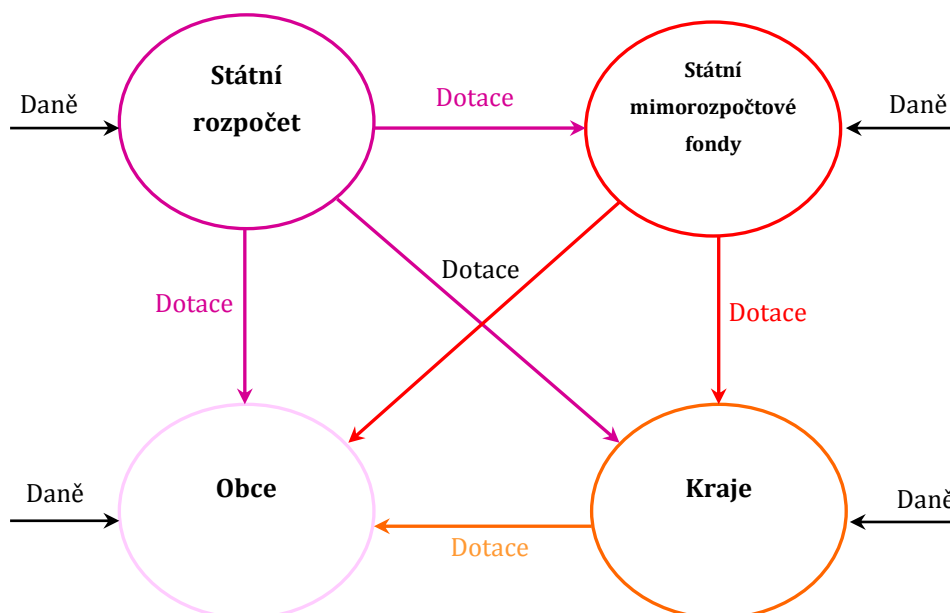 Státní
rozpočet
Státní
mimorozpočtové
fondy
Daně
Dotace
Daně
Dotace
Dotace
Dotace
Obce
Kraje
Daně
Daně
Dotace